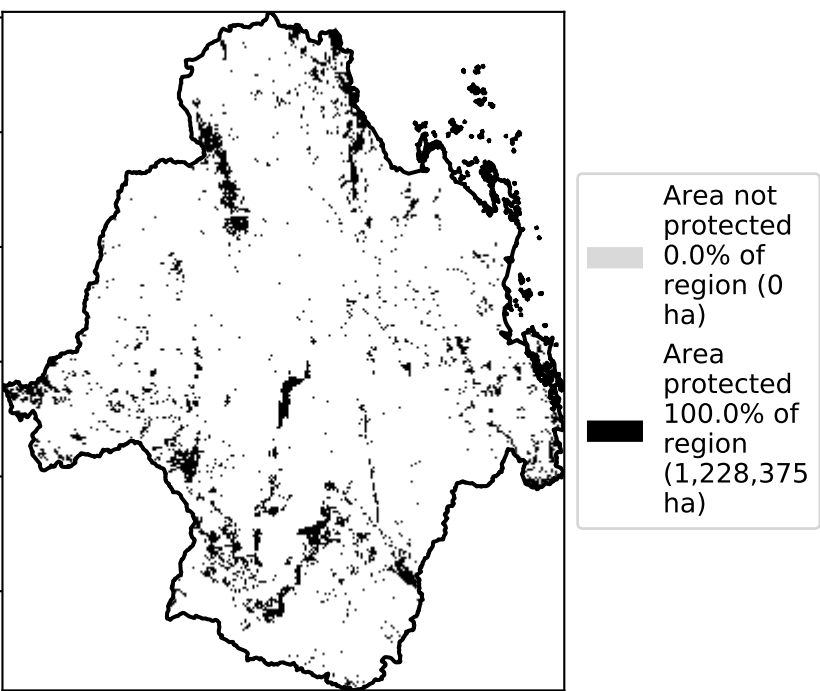 Area not
protected
0.0% of
region (0
ha)
Area
protected
100.0% of
region
(1,228,375
ha)